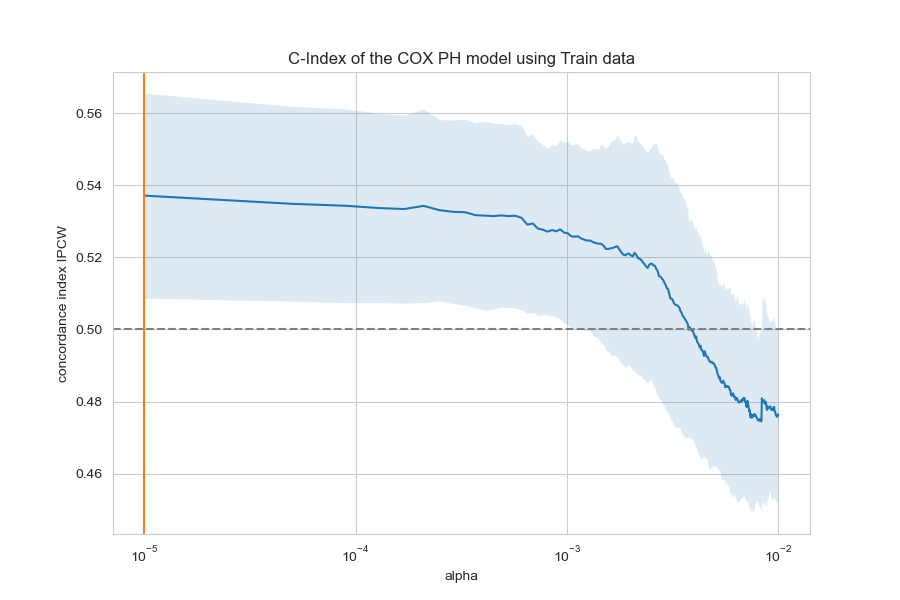 C-Index of the COX PH model using Train data
concordance index IPCW
0.56
0.54
0.52
0.50
0.48
0.46
10⁻⁵ 10⁻⁴ 10⁻³ 10⁻²
alpha